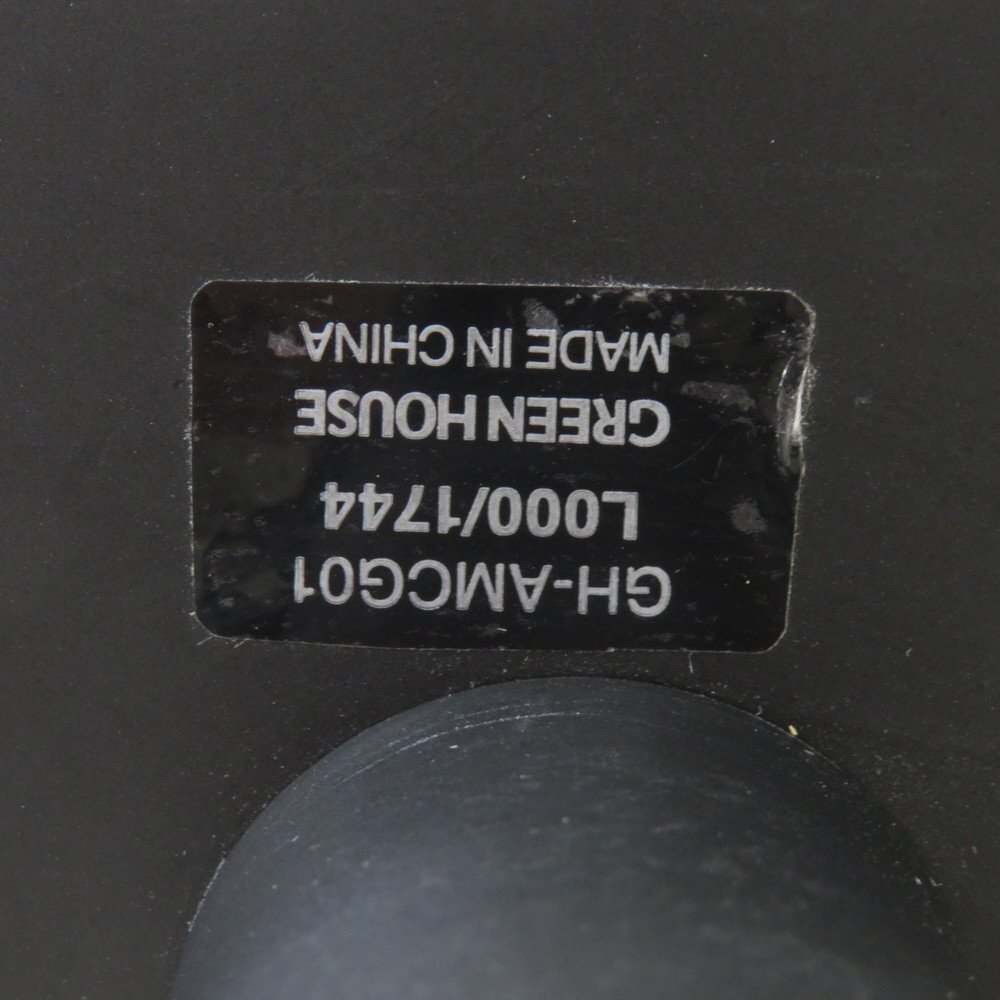 GH-AMCG01
L000/1744
GREEN HOUSE
MADE IN CHINA